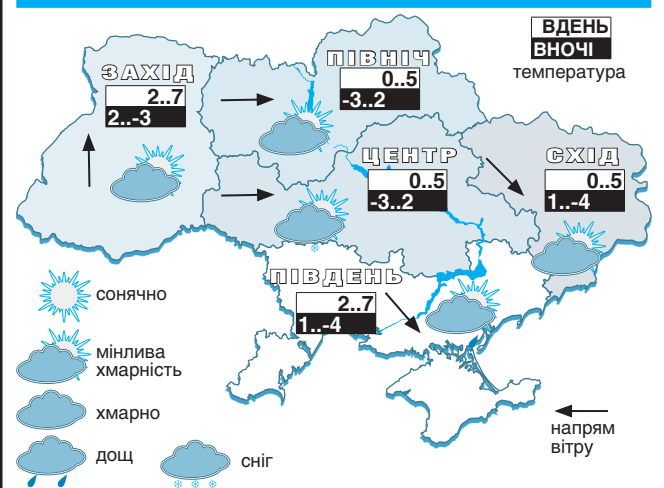 ВДЕНЬ
ВНОЧІ
температура
ПІВНІЧ
0..5
-3..2
ЗАХІД
2..7
2..-3
ЦЕНТР
0..5
-3..2
СХІД
0..5
1..-4
ПІВДЕНЬ
2..7
1..-4
сонячно
мінлива
хмарність
хмарно
дощ
сніг
напрям
вітру